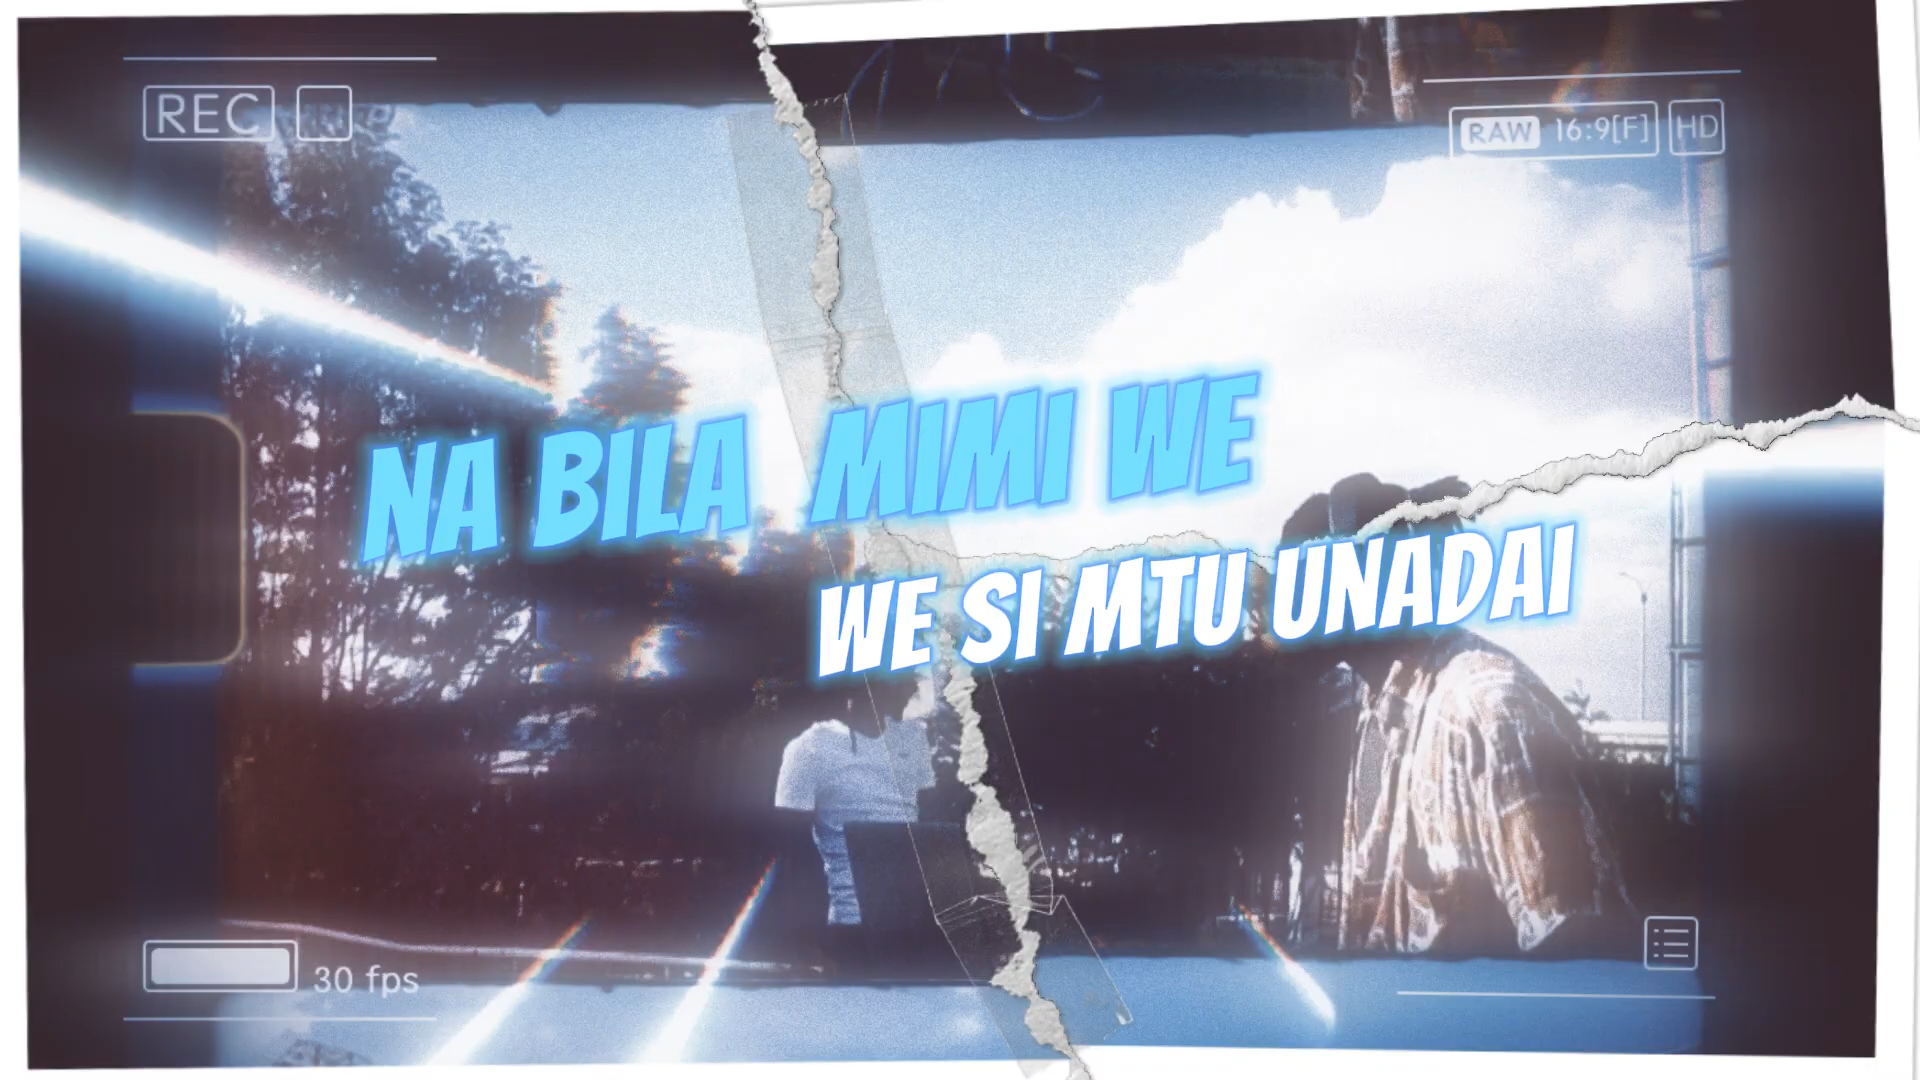 REC
RAW 16:9[F] HD
NA BILA MIMI WE
WE SI MTU UNADAI
30 fps